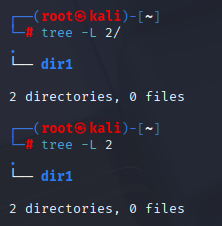 ┌──(root㉿kali)-[~]
└─# tree -L 2/
.
└── dir1

2 directories, 0 files

┌──(root㉿kali)-[~]
└─# tree -L 2
.
└── dir1

2 directories, 0 files